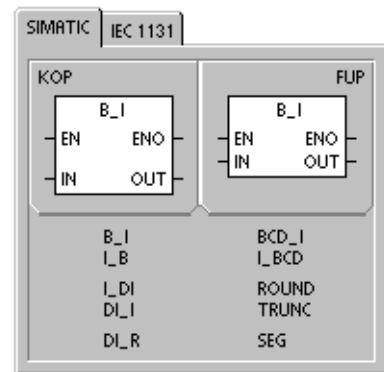 SIMATIC IEC 1131
KOP FUP
B_I B_I
EN ENO EN ENO
IN OUT IN OUT
B_I BCD_I
I_B I_BCD
I_DI ROUND
DI_I TRUNC
DI_R SEG